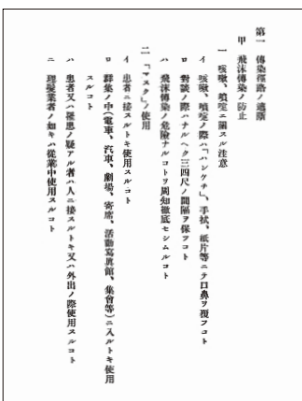 第一 傳染徑路ノ遮斷
甲 飛沫傳染ノ防止
一 咳嗽、噴嚔ニ關スル注意
イ 咳嗽、噴嚔ノ際ハ「ハンケチ」、手拭、紙片等ニテ口鼻ヲ覆フコト
ロ 對談ノ際ハナルヘク三四尺ノ間隔ヲ保ツコト
ハ 飛沫傳染ノ危險ナルコトヲ周知徹底セシムルコト
二 「マスク」ノ使用
イ 患者ニ接スルトキ使用スルコト
ロ 群集ノ中(電車、汽車、劇場、寄席、活動寫眞館、集會等)ニ入ルトキ使用
スルコト
ハ 患者又ハ罹患ノ疑アル者ハ人ニ接スルトキ又ハ外出ノ際使用スルコト
ニ 理髮業者ノ如キハ從業中使用スルコト